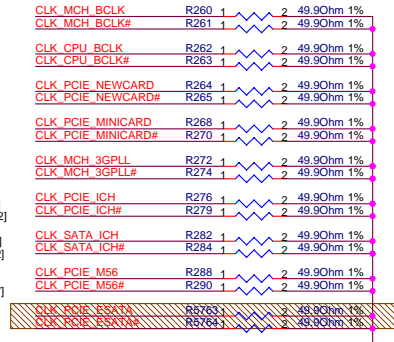 CLK_MCH_BCLK R260 1 2 49.9Ohm 1%
CLK_MCH_BCLK# R261 1 2 49.9Ohm 1%
CLK_CPU_BCLK R262 1 2 49.9Ohm 1%
CLK_CPU_BCLK# R263 1 2 49.9Ohm 1%
CLK_PCIE_NEWCARD R264 1 2 49.9Ohm 1%
CLK_PCIE_NEWCARD# R265 1 2 49.9Ohm 1%
CLK_PCIE_MINICARD R268 1 2 49.9Ohm 1%
CLK_PCIE_MINICARD# R270 1 2 49.9Ohm 1%
CLK_MCH_3GPLL R272 1 2 49.9Ohm 1%
CLK_MCH_3GPLL# R274 1 2 49.9Ohm 1%
CLK_PCIE_ICH R276 1 2 49.9Ohm 1%
CLK_PCIE_ICH# R279 1 2 49.9Ohm 1%
CLK_SATA_ICH R282 1 2 49.9Ohm 1%
CLK_SATA_ICH# R284 1 2 49.9Ohm 1%
CLK_PCIE_M56 R288 1 2 49.9Ohm 1%
CLK_PCIE_M56# R290 1 2 49.9Ohm 1%
CLK_PCIE_ESATA R5763 1 2 49.9Ohm 1%
CLK_PCIE_ESATA# R5764 1 2 49.9Ohm 1%